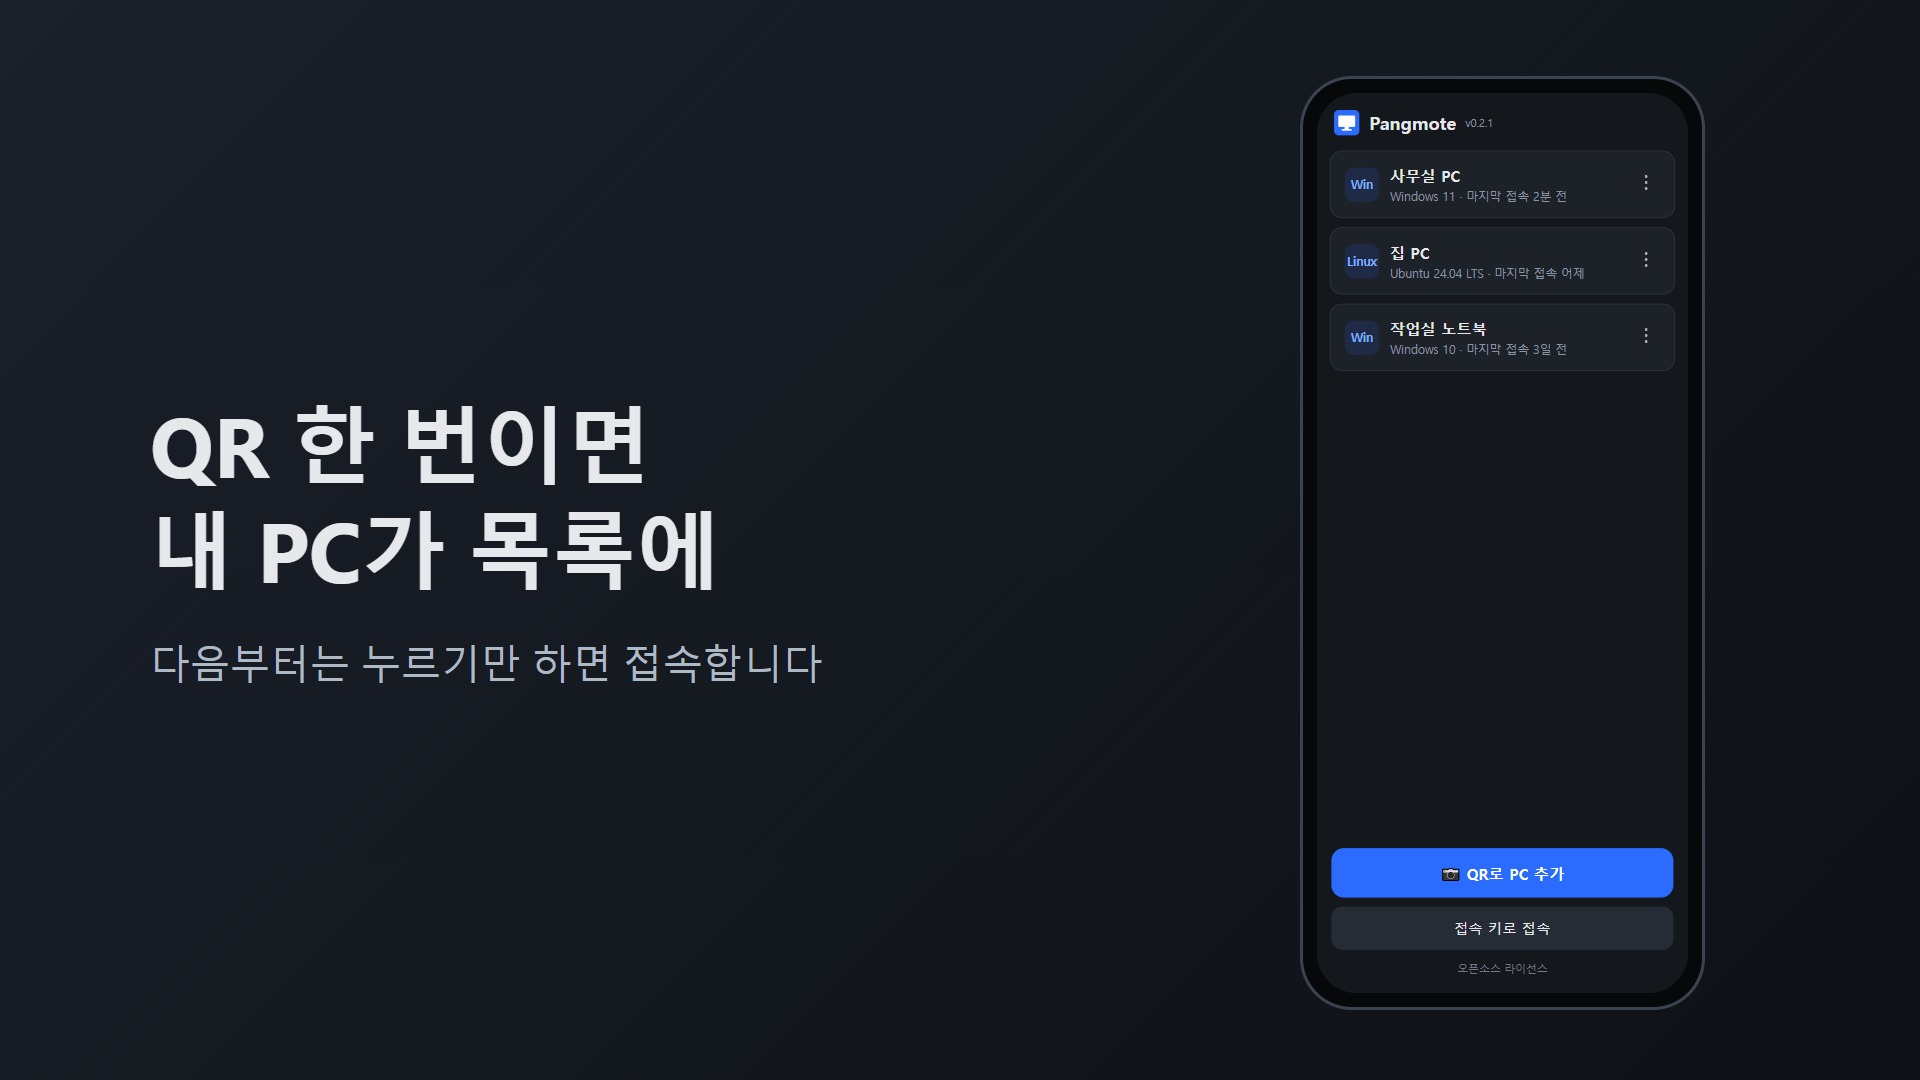 QR 한 번이면
내 PC가 목록에
다음부터는 누르기만 하면 접속합니다
Pangmote v0.2.1
Win
사무실 PC
Windows 11 · 마지막 접속 2분 전
Linux
집 PC
Ubuntu 24.04 LTS · 마지막 접속 어제
Win
작업실 노트북
Windows 10 · 마지막 접속 3일 전
QR로 PC 추가
접속 키로 접속
오픈소스 라이선스